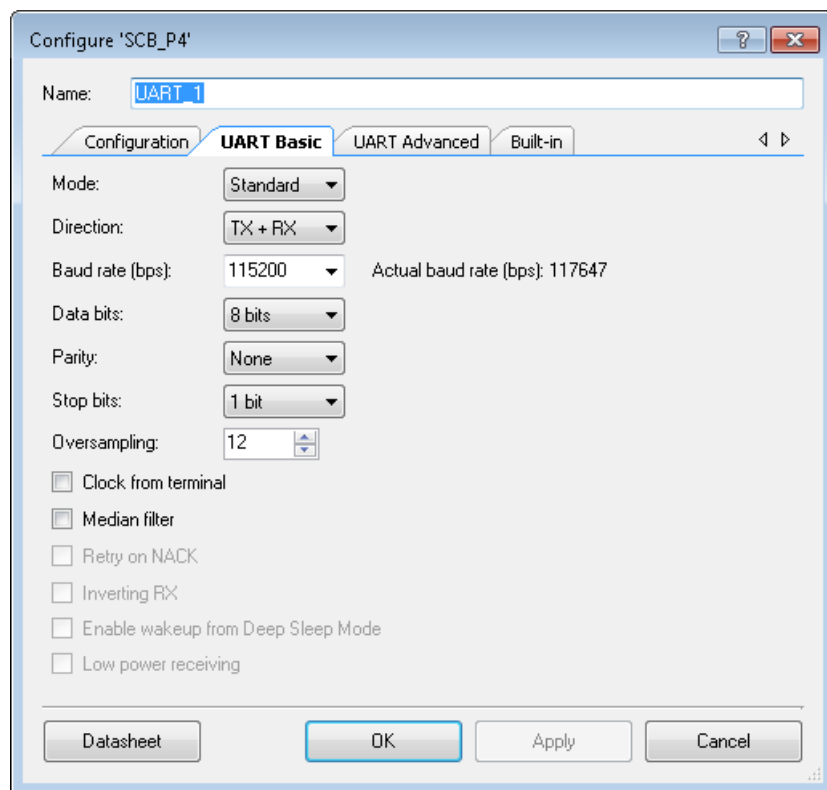 Configure 'SCB_P4'
Name: UART_1
Configuration UART Basic UART Advanced Built-in
Mode: Standard
Direction: TX + RX
Baud rate (bps): 115200 Actual baud rate (bps): 117647
Data bits: 8 bits
Parity: None
Stop bits: 1 bit
Oversampling: 12
Clock from terminal
Median filter
Retry on NACK
Inverting RX
Enable wakeup from Deep Sleep Mode
Low power receiving
Datasheet OK Apply Cancel